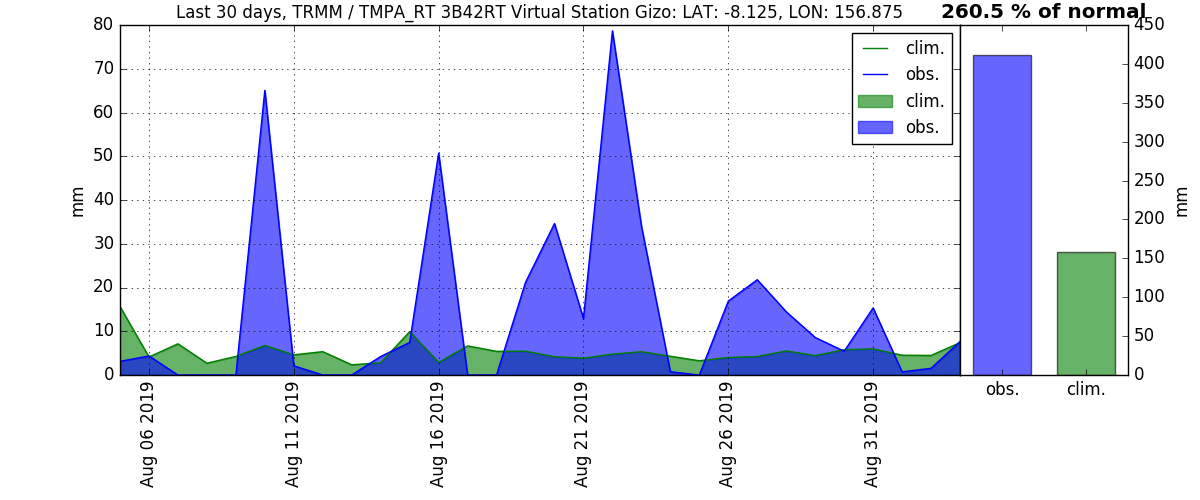 Last 30 days, TRMM / TMPA_RT 3B42RT Virtual Station Gizo: LAT: -8.125, LON: 156.875
260.5 % of normal
80
70
60
50
40
30
20
10
0
mm
clim.
obs.
clim.
obs.
Aug 06 2019
Aug 11 2019
Aug 16 2019
Aug 21 2019
Aug 26 2019
Aug 31 2019
450
400
350
300
250
200
150
100
50
0
mm
obs.
clim.